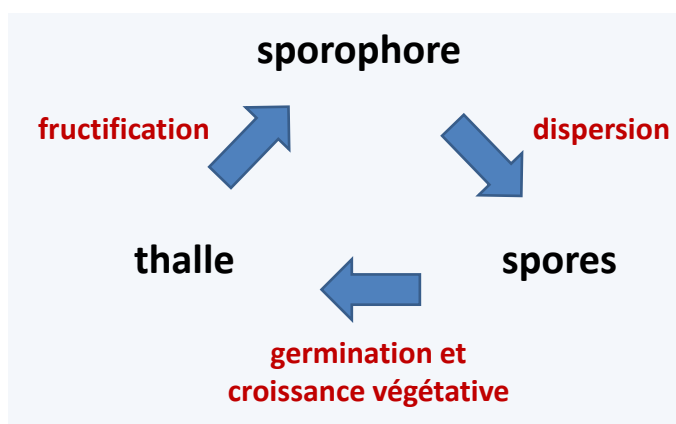 sporophore
fructification
dispersion
thalle
spores
germination et
croissance végétative